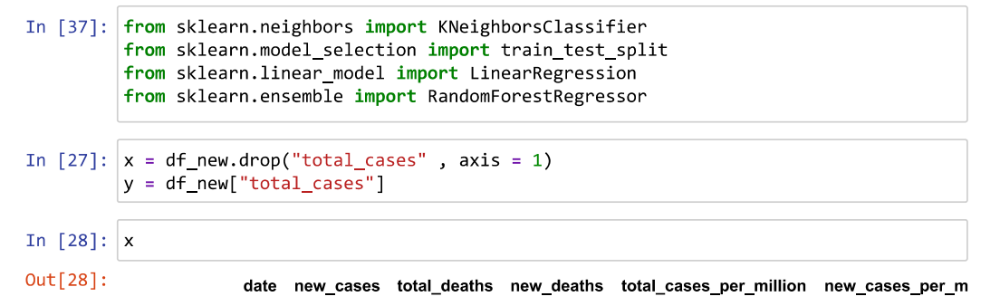 In [37]: from sklearn.neighbors import KNeighborsClassifier
from sklearn.model_selection import train_test_split
from sklearn.linear_model import LinearRegression
from sklearn.ensemble import RandomForestRegressor
In [27]: x = df_new.drop("total_cases" , axis = 1)
y = df_new["total_cases"]
In [28]: x
Out[28]:
date new_cases total_deaths new_deaths total_cases_per_million new_cases_per_m